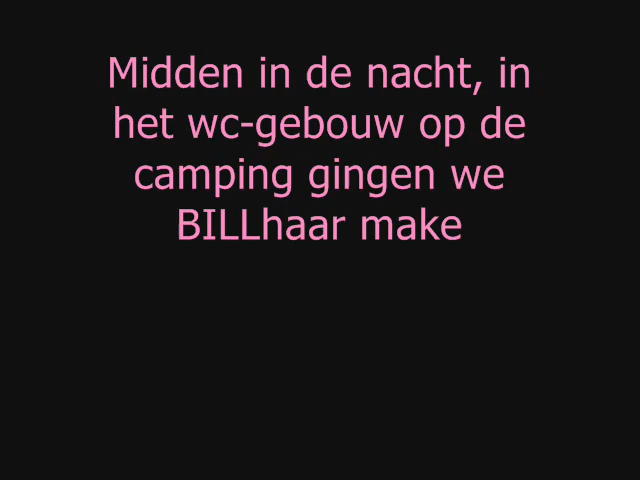 Midden in de nacht, in
het wc-gebouw op de
camping gingen we
BILLhaar make